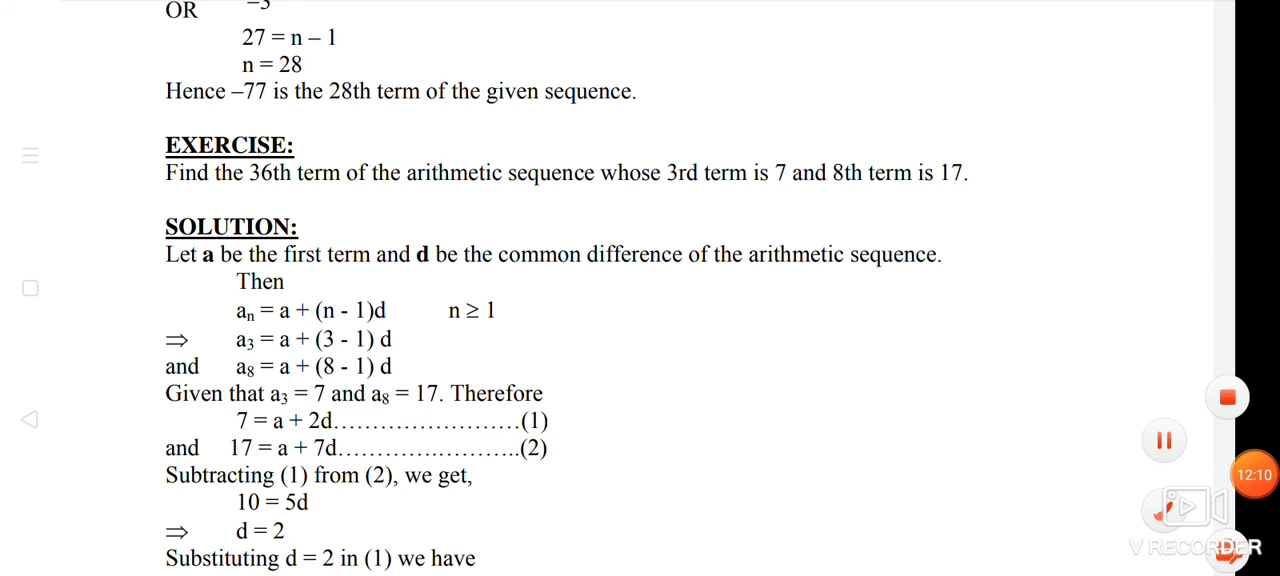 OR –3
27 = n – 1
n = 28
Hence –77 is the 28th term of the given sequence.
EXERCISE:
Find the 36th term of the arithmetic sequence whose 3rd term is 7 and 8th term is 17.
SOLUTION:
Let a be the first term and d be the common difference of the arithmetic sequence.
Then
aₙ = a + (n - 1)d n ≥ 1
⇒ a₃ = a + (3 - 1) d
and a₈ = a + (8 - 1) d
Given that a₃ = 7 and a₈ = 17. Therefore
7 = a + 2d……………………(1)
and 17 = a + 7d…………………..(2)
Subtracting (1) from (2), we get,
10 = 5d
⇒ d = 2
Substituting d = 2 in (1) we have
12:10
V RECORDER